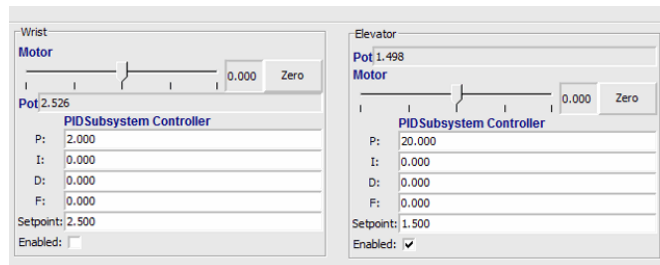 Wrist
Motor
0.000 Zero
Pot 2.526
PIDSubsystem Controller
P: 2.000
I: 0.000
D: 0.000
F: 0.000
Setpoint: 2.500
Enabled:
Elevator
Pot 1.498
Motor
0.000 Zero
PIDSubsystem Controller
P: 20.000
I: 0.000
D: 0.000
F: 0.000
Setpoint: 1.500
Enabled: